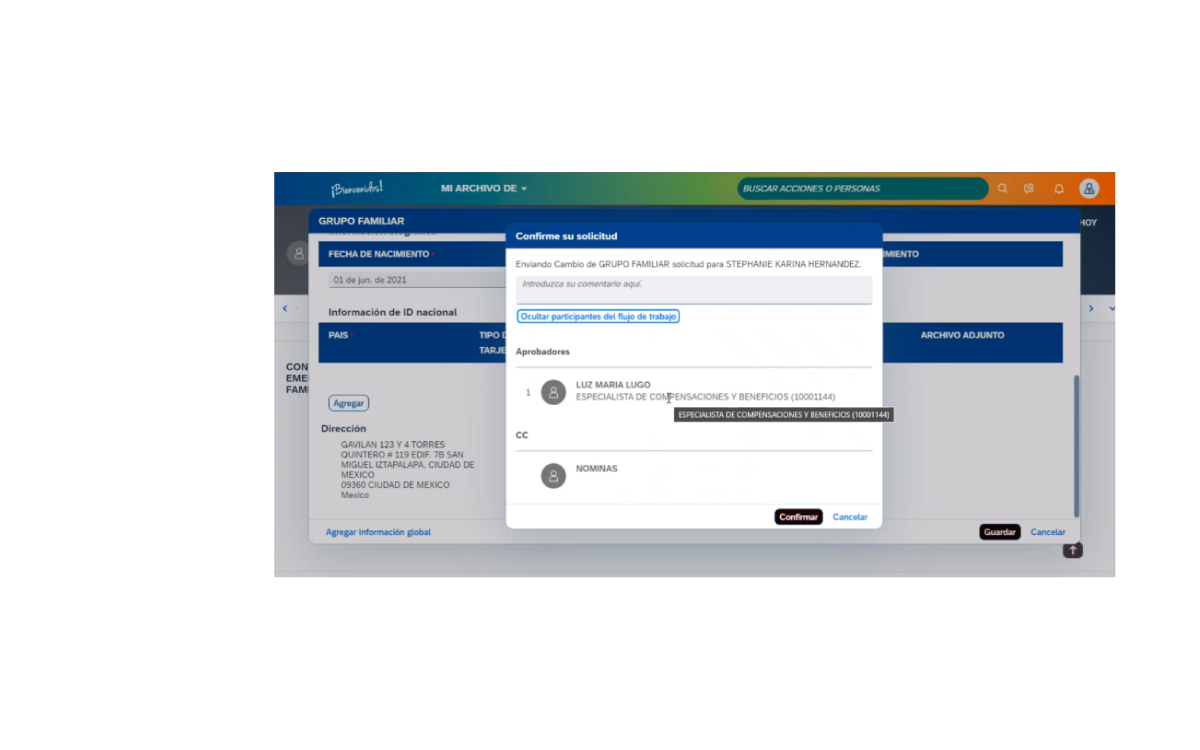 ¡Bienvenidos!
MI ARCHIVO DE
BUSCAR ACCIONES O PERSONAS
GRUPO FAMILIAR
HOY
FECHA DE NACIMIENTO *
IMIENTO
01 de jun. de 2021
Información de ID nacional
PAIS *
TIPO D
TARJE
ARCHIVO ADJUNTO
CON
EME
FAMI
Agregar
Dirección
GAVILAN 123 Y 4 TORRES
QUINTERO # 119 EDIF. 7B SAN
MIGUEL IZTAPALAPA, CIUDAD DE
MEXICO
09360 CIUDAD DE MEXICO
Mexico
Agregar información global
Guardar
Cancelar
Confirme su solicitud
Enviando Cambio de GRUPO FAMILIAR solicitud para STEPHANIE KARINA HERNANDEZ.
Introduzca su comentario aquí.
Ocultar participantes del flujo de trabajo
Aprobadores
1
LUZ MARIA LUGO
ESPECIALISTA DE COMPENSACIONES Y BENEFICIOS (10001144)
ESPECIALISTA DE COMPENSACIONES Y BENEFICIOS (10001144)
CC
NOMINAS
Confirmar
Cancelar